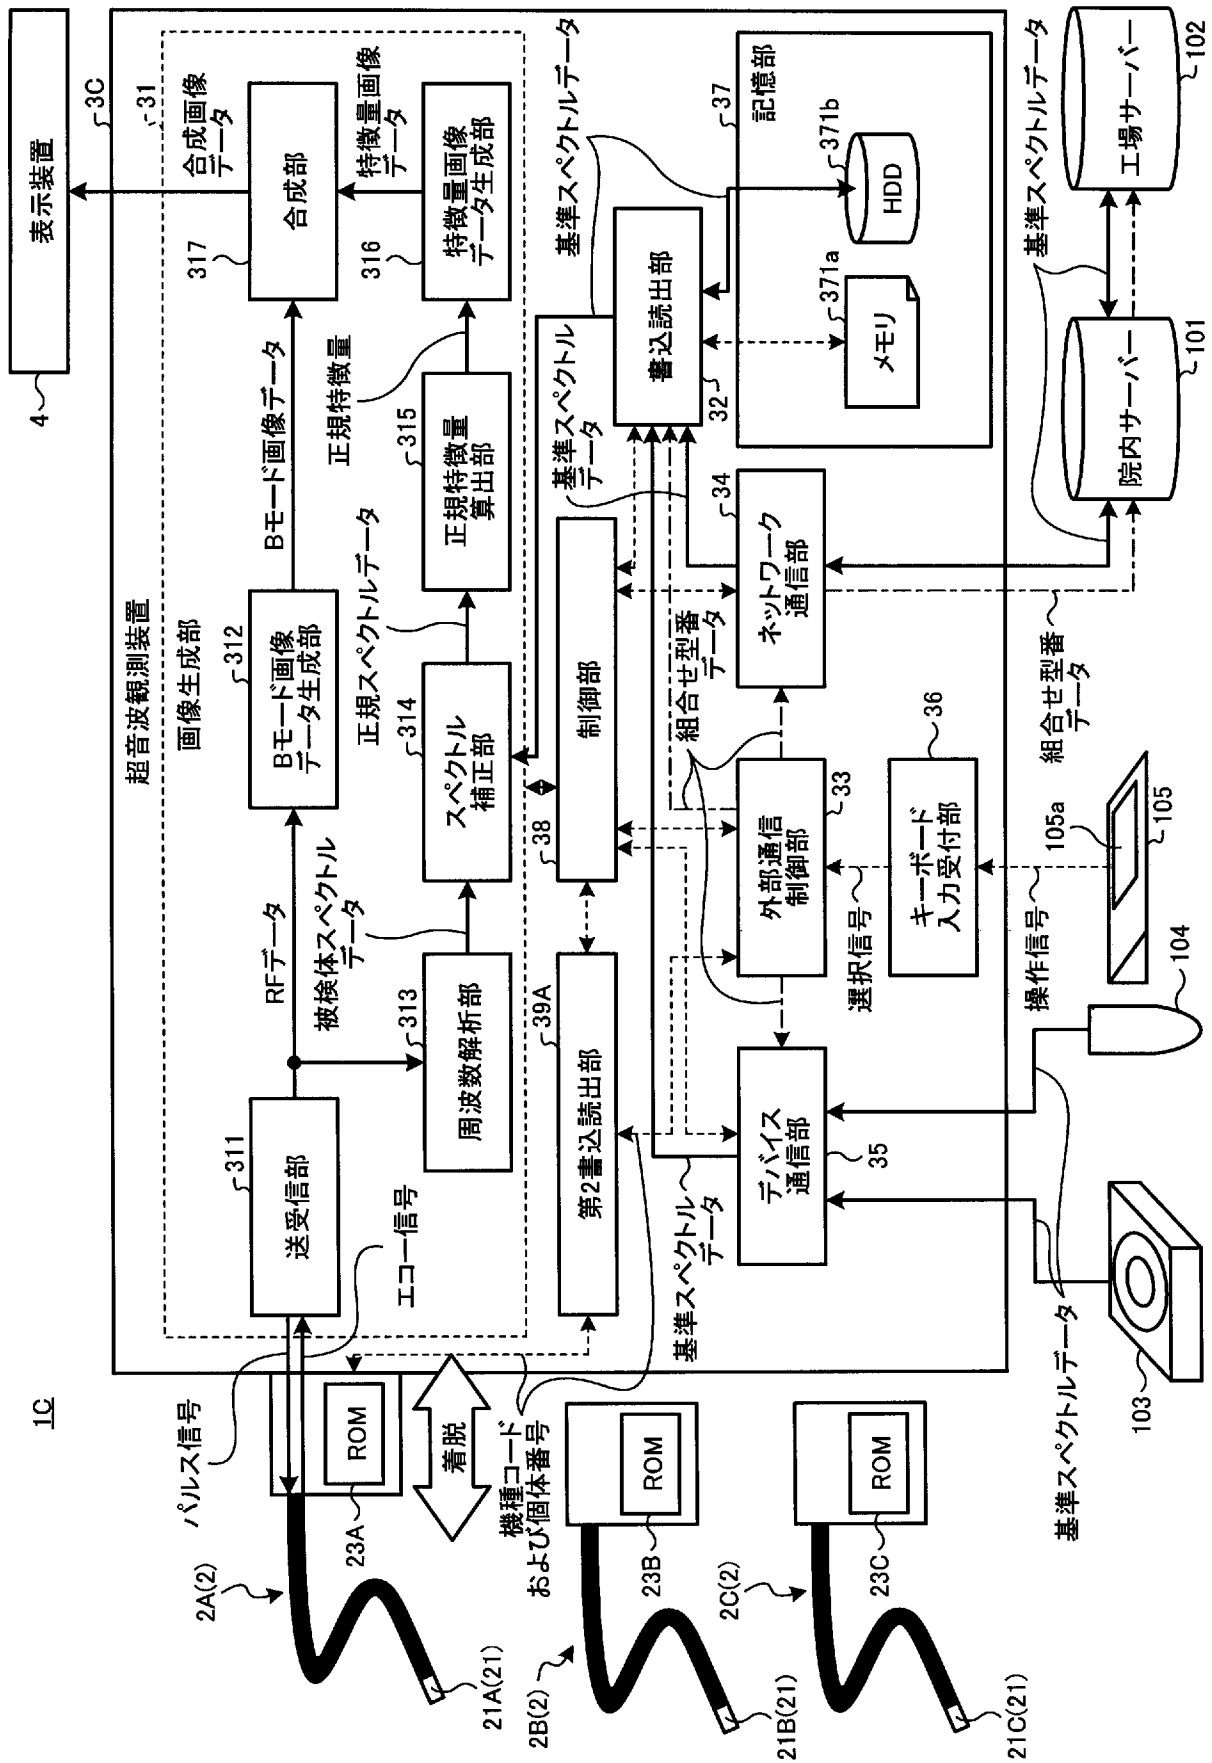 1C
表示装置
4
3C
超音波観測装置
31
画像生成部
合成画像
データ
合成部
317
特徴量画像
データ
特徴量画像
データ生成部
316
Bモード画像データ
正規特徴量
Bモード画像
データ生成部
312
正規特徴量
算出部
315
正規スペクトルデータ
スペクトル
補正部
314
RFデータ
被検体スペクトル
データ
周波数解析部
313
送受信部
311
パルス信号
エコー信号
ROM
23A
着脱
機種コード
および個体番号
2A(2)
21A(21)
ROM
23B
2B(2)
21B(21)
ROM
23C
2C(2)
21C(21)
第2書込読出部
39A
制御部
38
書込読出部
32
基準スペクトルデータ
基準スペクトル
データ
記憶部
37
HDD
371b
メモリ
371a
ネットワーク
通信部
34
組合せ型番
データ
外部通信
制御部
33
選択信号
キーボード
入力受付部
36
デバイス
通信部
35
基準スペクトル
データ
操作信号
組合せ型番
データ
105a
105
104
103
基準スペクトルデータ
院内サーバー
101
工場サーバー
102
基準スペクトルデータ